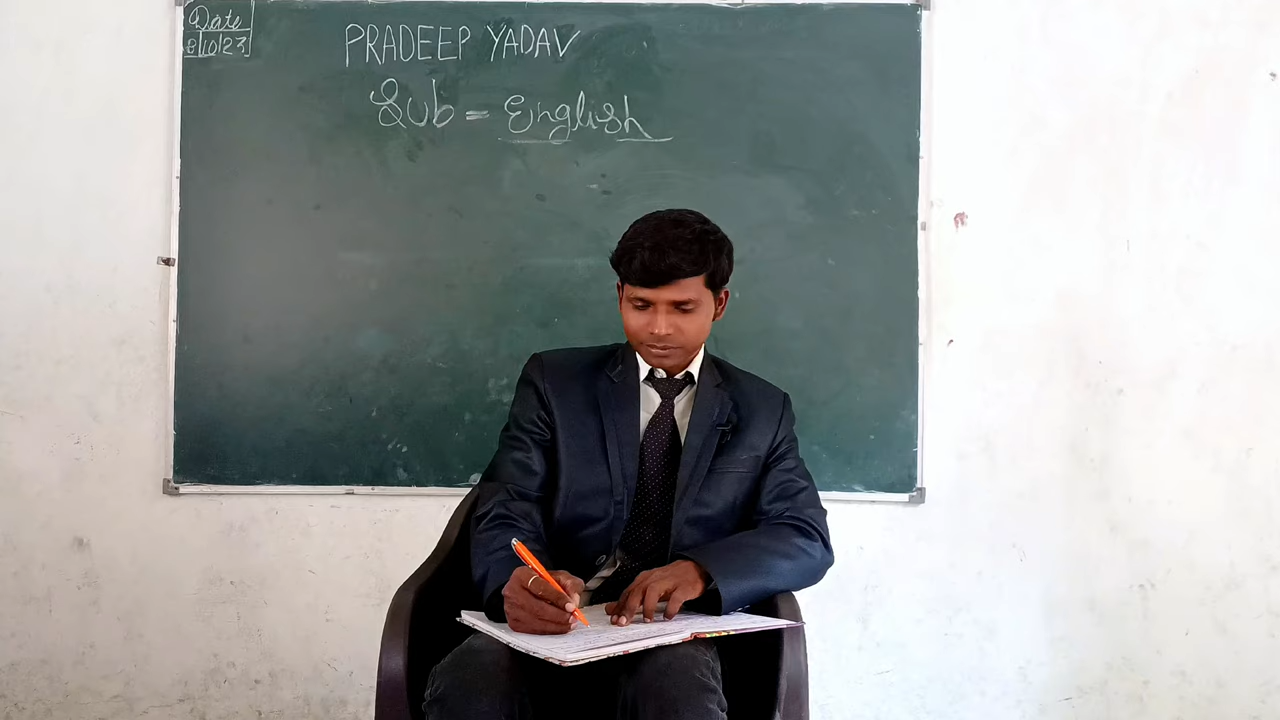 Date
8/10/23
PRADEEP YADAV
Sub = English